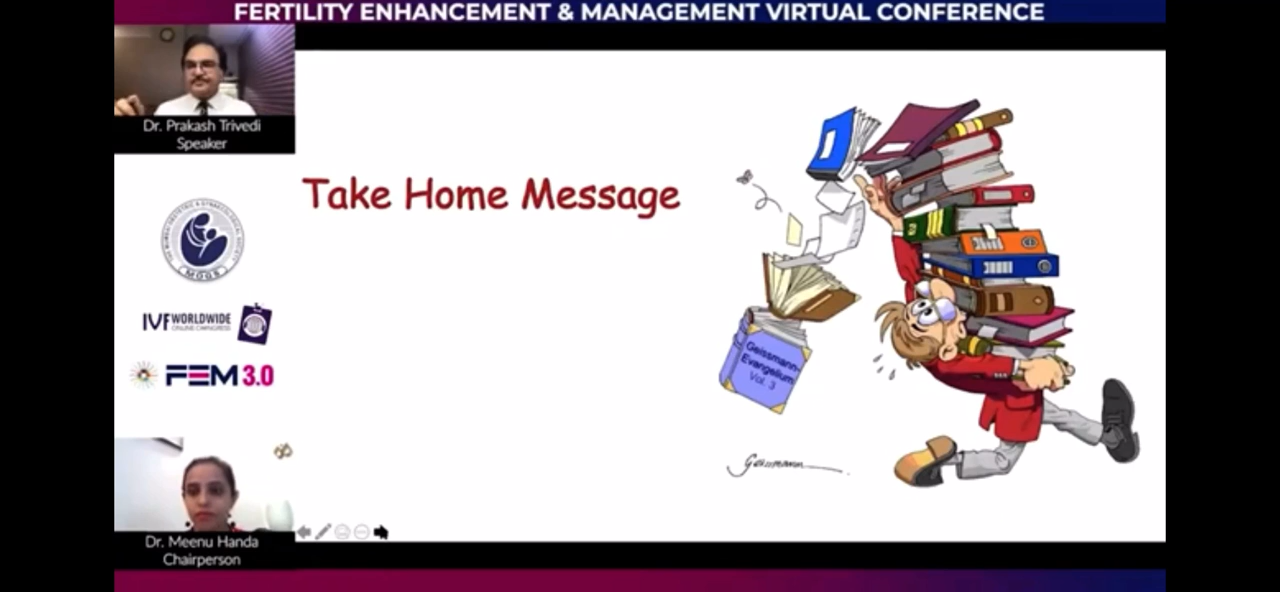 FERTILITY ENHANCEMENT & MANAGEMENT VIRTUAL CONFERENCE
Dr. Prakash Trivedi
Speaker
Take Home Message
MOGS
IVF WORLDWIDE
ONLINE CONGRESS
FEM 3.0
Geissmann-
Evangelium
Vol. 3
Geissmann
Dr. Meenu Handa
Chairperson